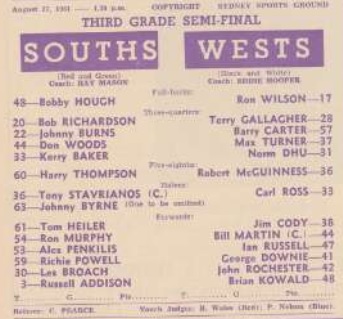 August 27, 1961 — 1.30 p.m. COPYRIGHT SYDNEY SPORTS GROUND
THIRD GRADE SEMI-FINAL
SOUTHS WESTS
(Red and Green) (Black and White)
Coach: RAY MASON Coach: EDDIE HOOPER
Full-backs:
48—Bobby HOUGH Ron WILSON—17
Three-quarters:
20—Bob RICHARDSON Terry GALLAGHER—28
22—Johnny BURNS Barry CARTER—57
44—Don WOODS Max TURNER—37
33—Kerry BAKER Norm DHU—31
Five-eighths:
60—Harry THOMPSON Robert McGUINNESS—36
Halves:
36—Tony STAVRIANOS (C.) Carl ROSS—33
63—Johnny BYRNE (One to be omitted)
Forwards:
61—Tom HEILER Jim CODY—38
54—Ron MURPHY Bill MARTIN (C.)—44
53—Alex PENKILIS Ian RUSSELL—47
59—Richie POWELL George DOWNIE—41
30—Les BROACH John ROCHESTER—42
3—Russell ADDISON Brian KOWALD—48
T. G. Pts. T. G. Pts.
Referee: C. PEARCE. Touch Judges: H. Wales (Red); P. Nelson (Blue).